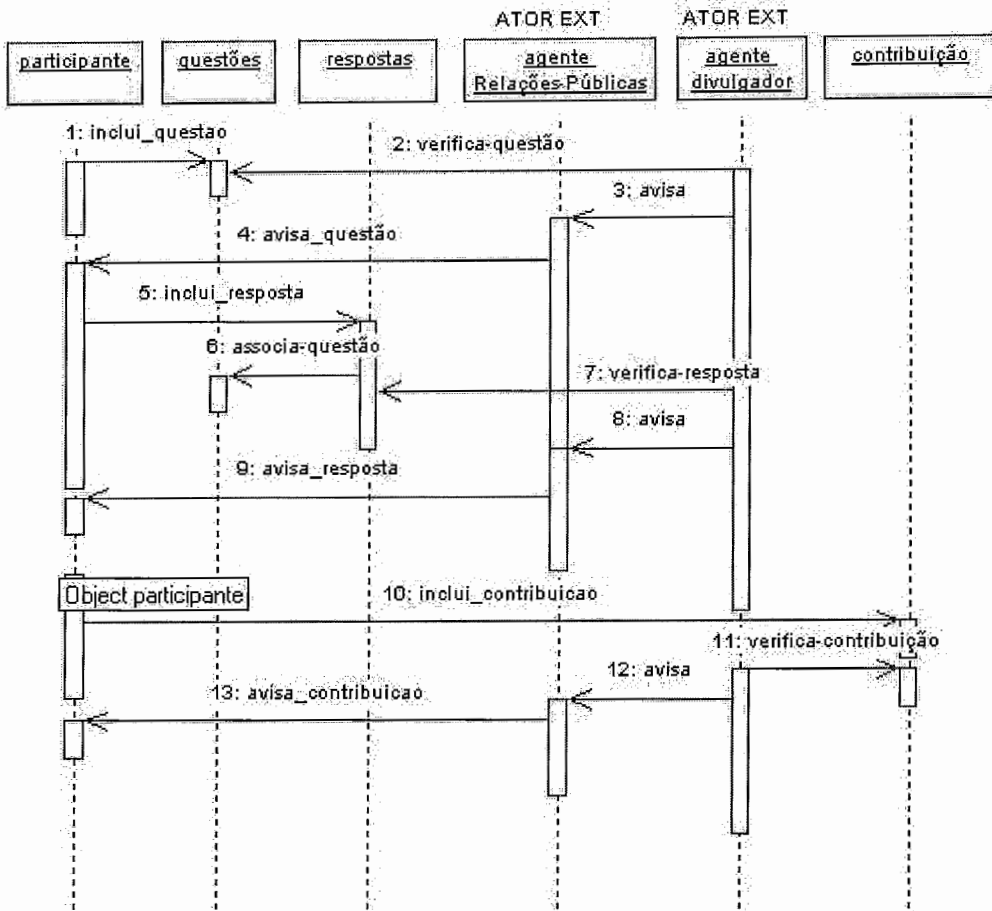 ATOR EXT
ATOR EXT
participante
questões
respostas
agente
Relações-Públicas
agente
divulgador
contribuição
1: inclui_questao
2: verifica-questão
3: avisa
4: avisa_questão
5: inclui_resposta
6: associa-questão
7: verifica-resposta
8: avisa
9: avisa_resposta
Object participante
10: inclui_contribuicao
11: verifica-contribuição
12: avisa
13: avisa_contribuicao